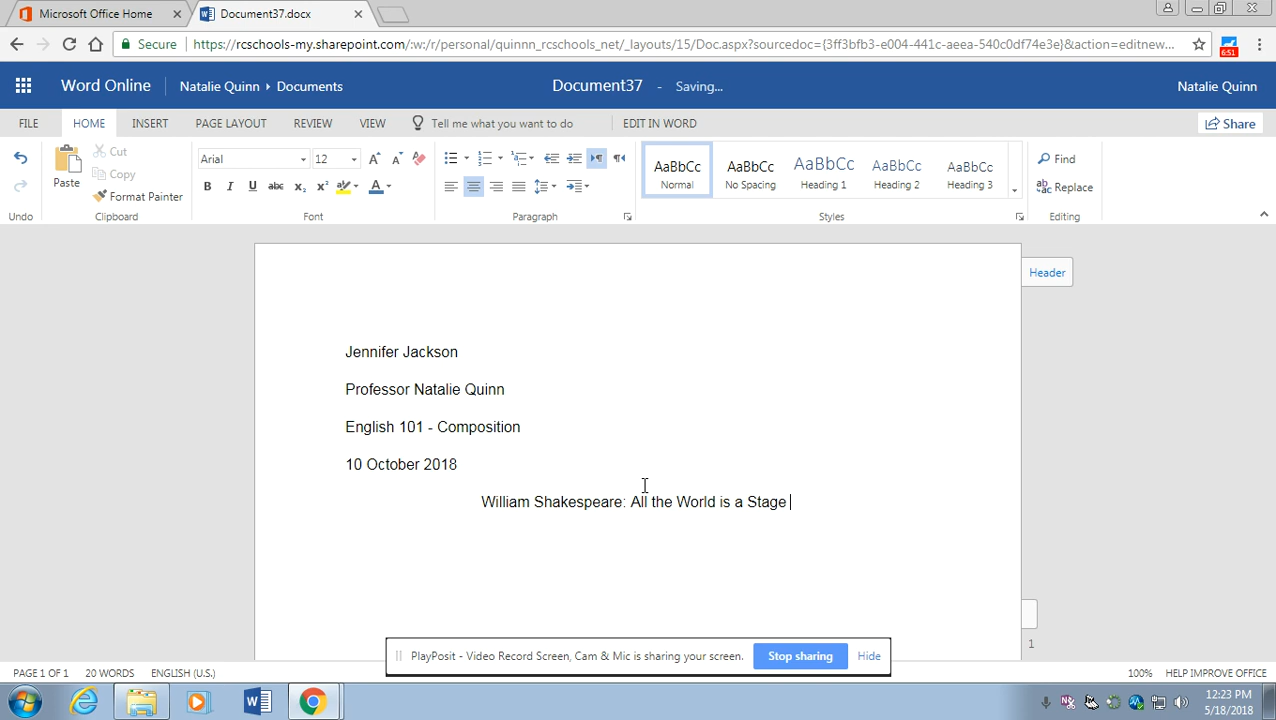 Microsoft Office Home
Document37.docx
Secure https://rcschools-my.sharepoint.com/:w:/r/personal/quinnn_rcschools_net/_layouts/15/Doc.aspx?sourcedoc={f3ff3bfb3-e004-441c-aeea-540c0df74e3e}&action=editnew...
6:51
Word Online Natalie Quinn Documents Document37 - Saving... Natalie Quinn
FILE HOME INSERT PAGE LAYOUT REVIEW VIEW Tell me what you want to do EDIT IN WORD Share
Paste
Cut
Copy
Format Painter
Arial 12
B I U abc X₂ X² A
AaBbCc AaBbCc AaBbCc AaBbCc AaBbCc
Normal No Spacing Heading 1 Heading 2 Heading 3
Find
Replace
Undo Clipboard Font Paragraph Styles Editing
Header
Jennifer Jackson
Professor Natalie Quinn
English 101 - Composition
10 October 2018
William Shakespeare: All the World is a Stage
1
PlayPosit - Video Record Screen, Cam & Mic is sharing your screen. Stop sharing Hide
PAGE 1 OF 1 20 WORDS ENGLISH (U.S.) 100% HELP IMPROVE OFFICE
12:23 PM
5/18/2018